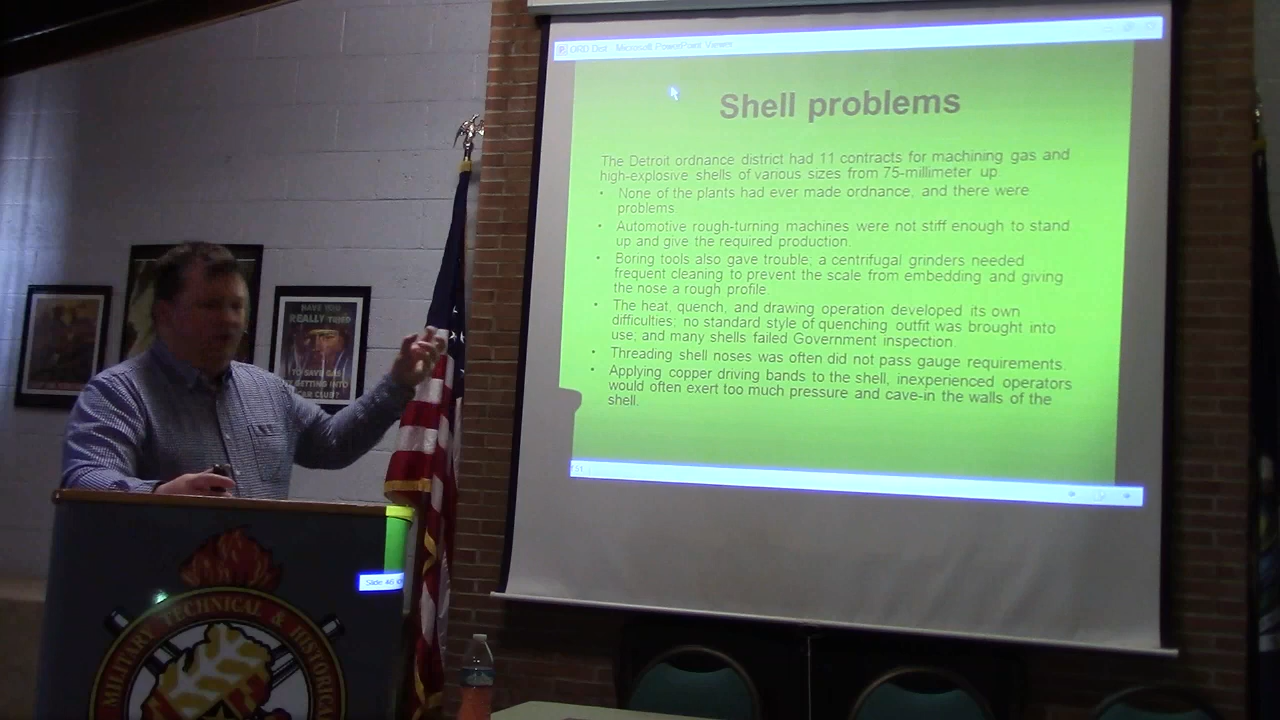 ORD Dist - Microsoft PowerPoint Viewer
Shell problems
The Detroit ordnance district had 11 contracts for machining gas and
high-explosive shells of various sizes from 75-millimeter up.
• None of the plants had ever made ordnance, and there were
problems.
• Automotive rough-turning machines were not stiff enough to stand
up and give the required production.
• Boring tools also gave trouble, a centrifugal grinders needed
frequent cleaning to prevent the scale from embedding and giving
the nose a rough profile.
• The heat, quench, and drawing operation developed its own
difficulties; no standard style of quenching outfit was brought into
use; and many shells failed Government inspection.
• Threading shell noses was often did not pass gauge requirements.
• Applying copper driving bands to the shell, inexperienced operators
would often exert too much pressure and cave-in the walls of the
shell.
HAVE YOU
REALLY TRIED
TO SAVE GAS
GETTING INTO
CAR CLUB?
Slide 46
MILITARY TECHNICAL & HISTORICA